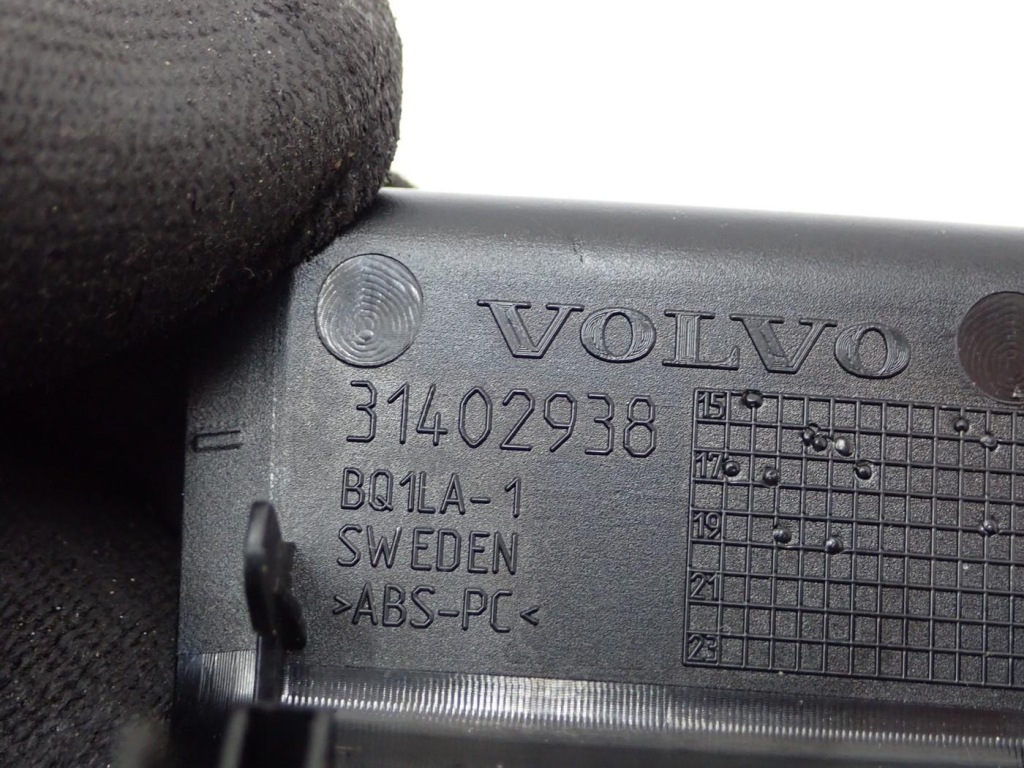 VOLVO
31402938
BQ1LA-1
SWEDEN
>ABS-PC<
15
17
19
21
23